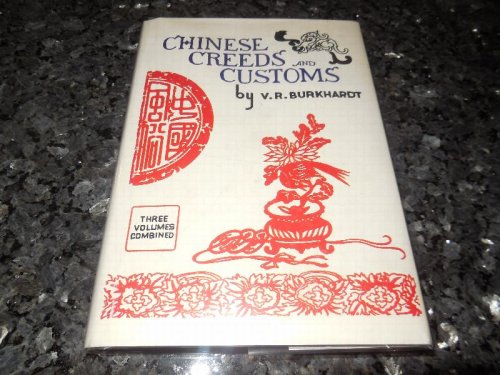 CHINESE
CREEDS AND
CUSTOMS
by V.R. BURKHARDT
THREE
VOLUMES
COMBINED